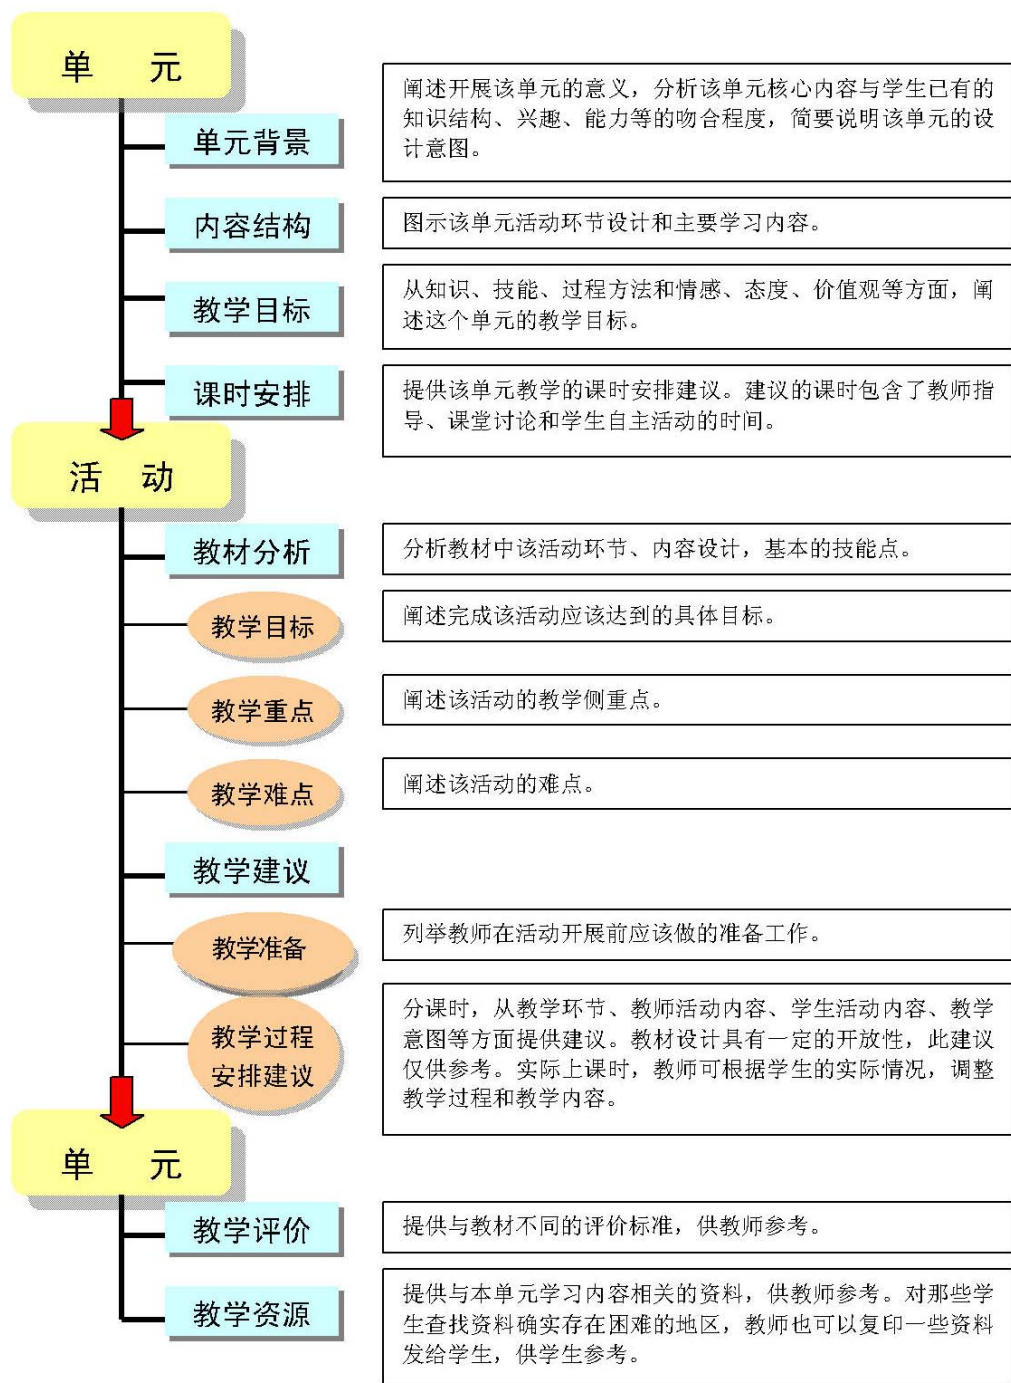 单 元
单元背景
阐述开展该单元的意义，分析该单元核心内容与学生已有的
知识结构、兴趣、能力等的吻合程度，简要说明该单元的设
计意图。
内容结构
图示该单元活动环节设计和主要学习内容。
教学目标
从知识、技能、过程方法和情感、态度、价值观等方面，阐
述这个单元的教学目标。
课时安排
提供该单元教学的课时安排建议。建议的课时包含了教师指
导、课堂讨论和学生自主活动的时间。
活 动
教材分析
分析教材中该活动环节、内容设计，基本的技能点。
教学目标
阐述完成该活动应该达到的具体目标。
教学重点
阐述该活动的教学侧重点。
教学难点
阐述该活动的难点。
教学建议
教学准备
列举教师在活动开展前应该做的准备工作。
教学过程
安排建议
分课时，从教学环节、教师活动内容、学生活动内容、教学
意图等方面提供建议。教材设计具有一定的开放性，此建议
仅供参考。实际上课时，教师可根据学生的实际情况，调整
教学过程和教学内容。
单 元
教学评价
提供与教材不同的评价标准，供教师参考。
教学资源
提供与本单元学习内容相关的资料，供教师参考。对那些学
生查找资料确实存在困难的地区，教师也可以复印一些资料
发给学生，供学生参考。